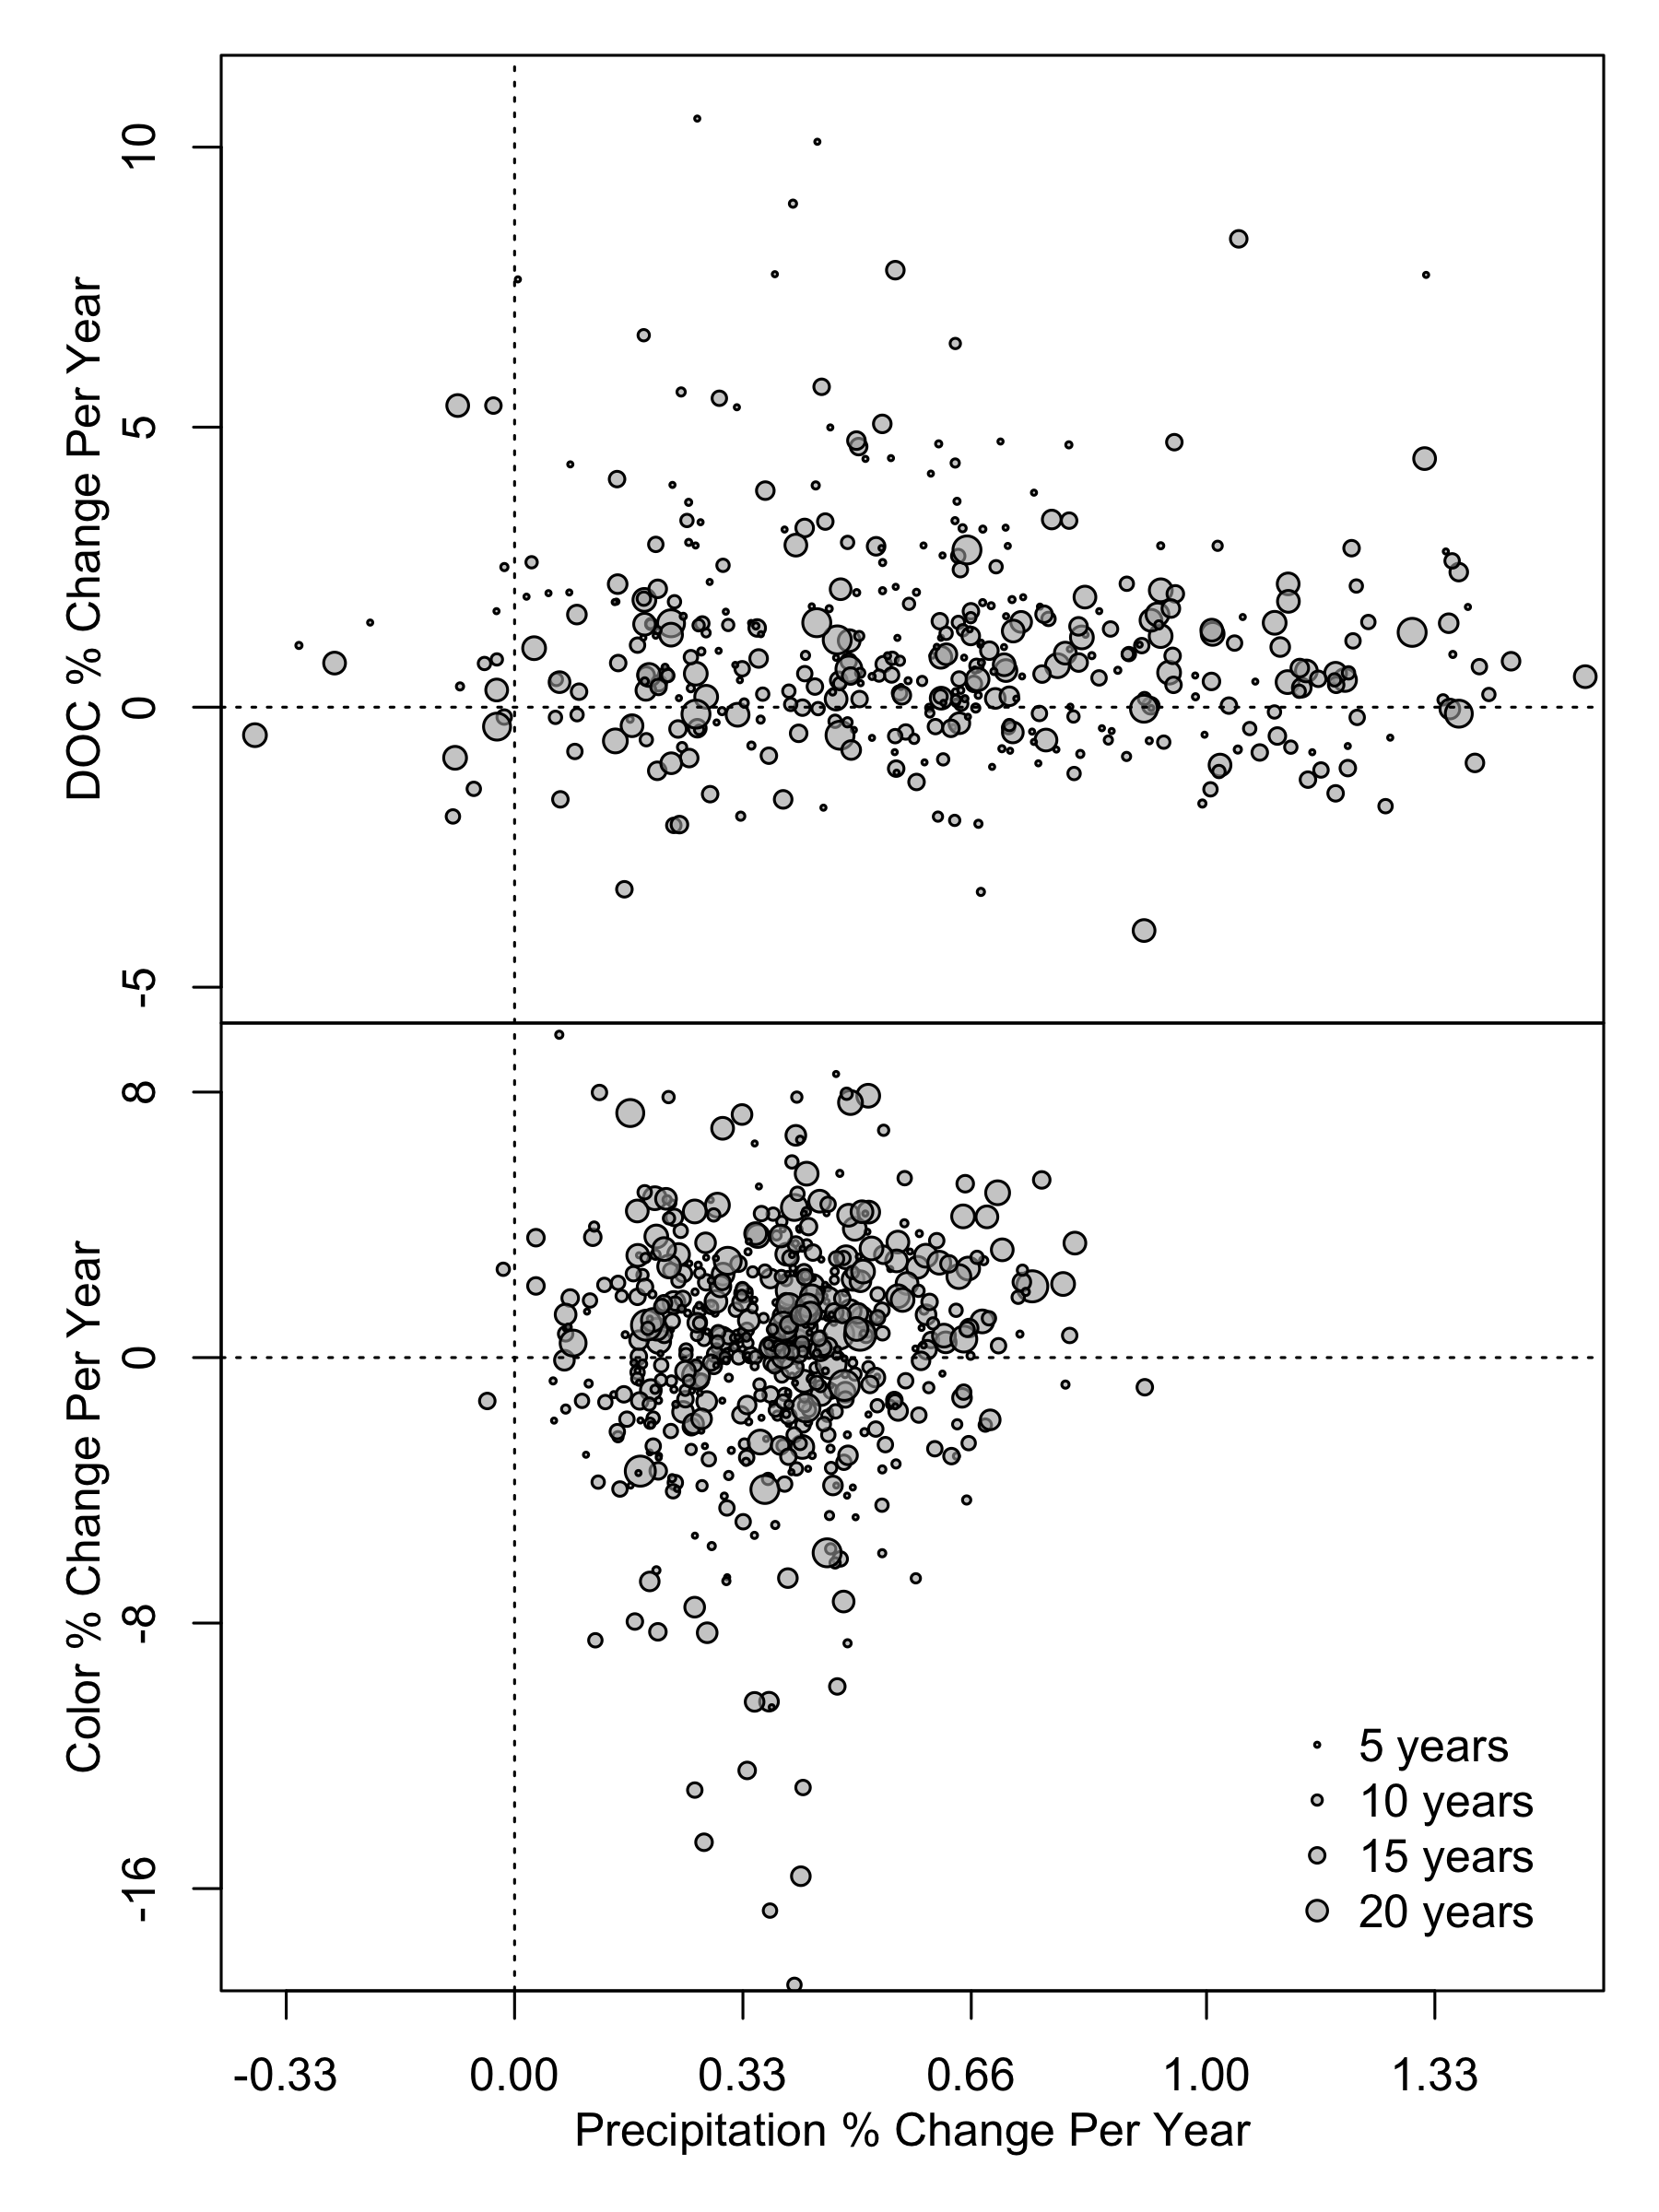 DOC % Change Per Year
10
5
0
-5
Color % Change Per Year
8
0
-8
-16
5 years
10 years
15 years
20 years
-0.33 0.00 0.33 0.66 1.00 1.33
Precipitation % Change Per Year